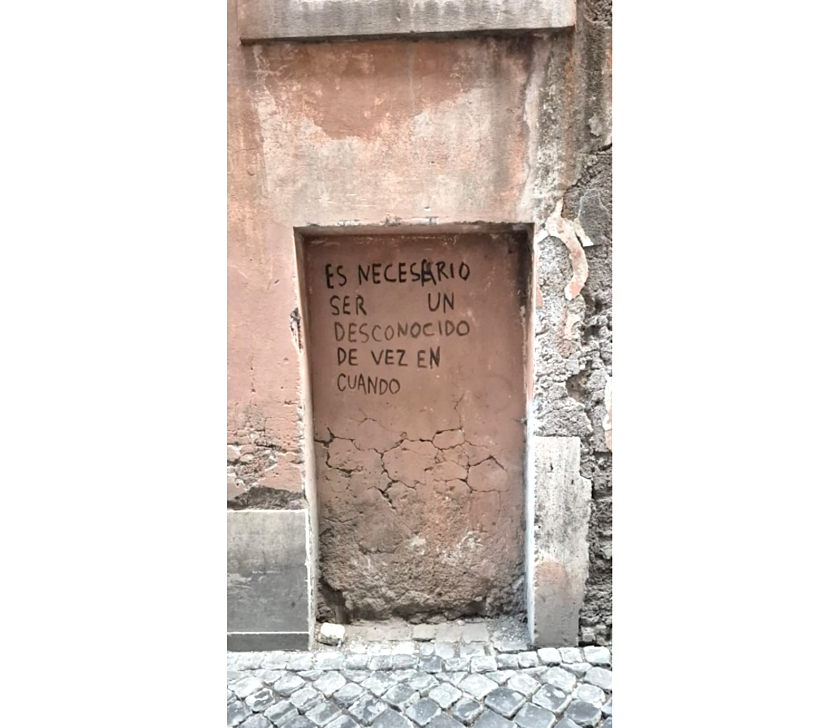 ES NECESARIO
SER UN
DESCONOCIDO
DE VEZ EN
CUANDO